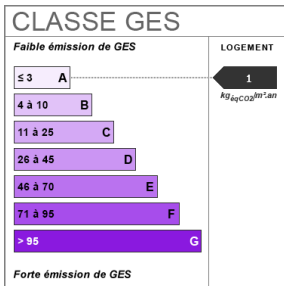 CLASSE GES
Faible émission de GES
LOGEMENT
≤ 3 A
1
4 à 10 B
kgéqCO2/m².an
11 à 25 C
26 à 45 D
46 à 70 E
71 à 95 F
> 95 G
Forte émission de GES